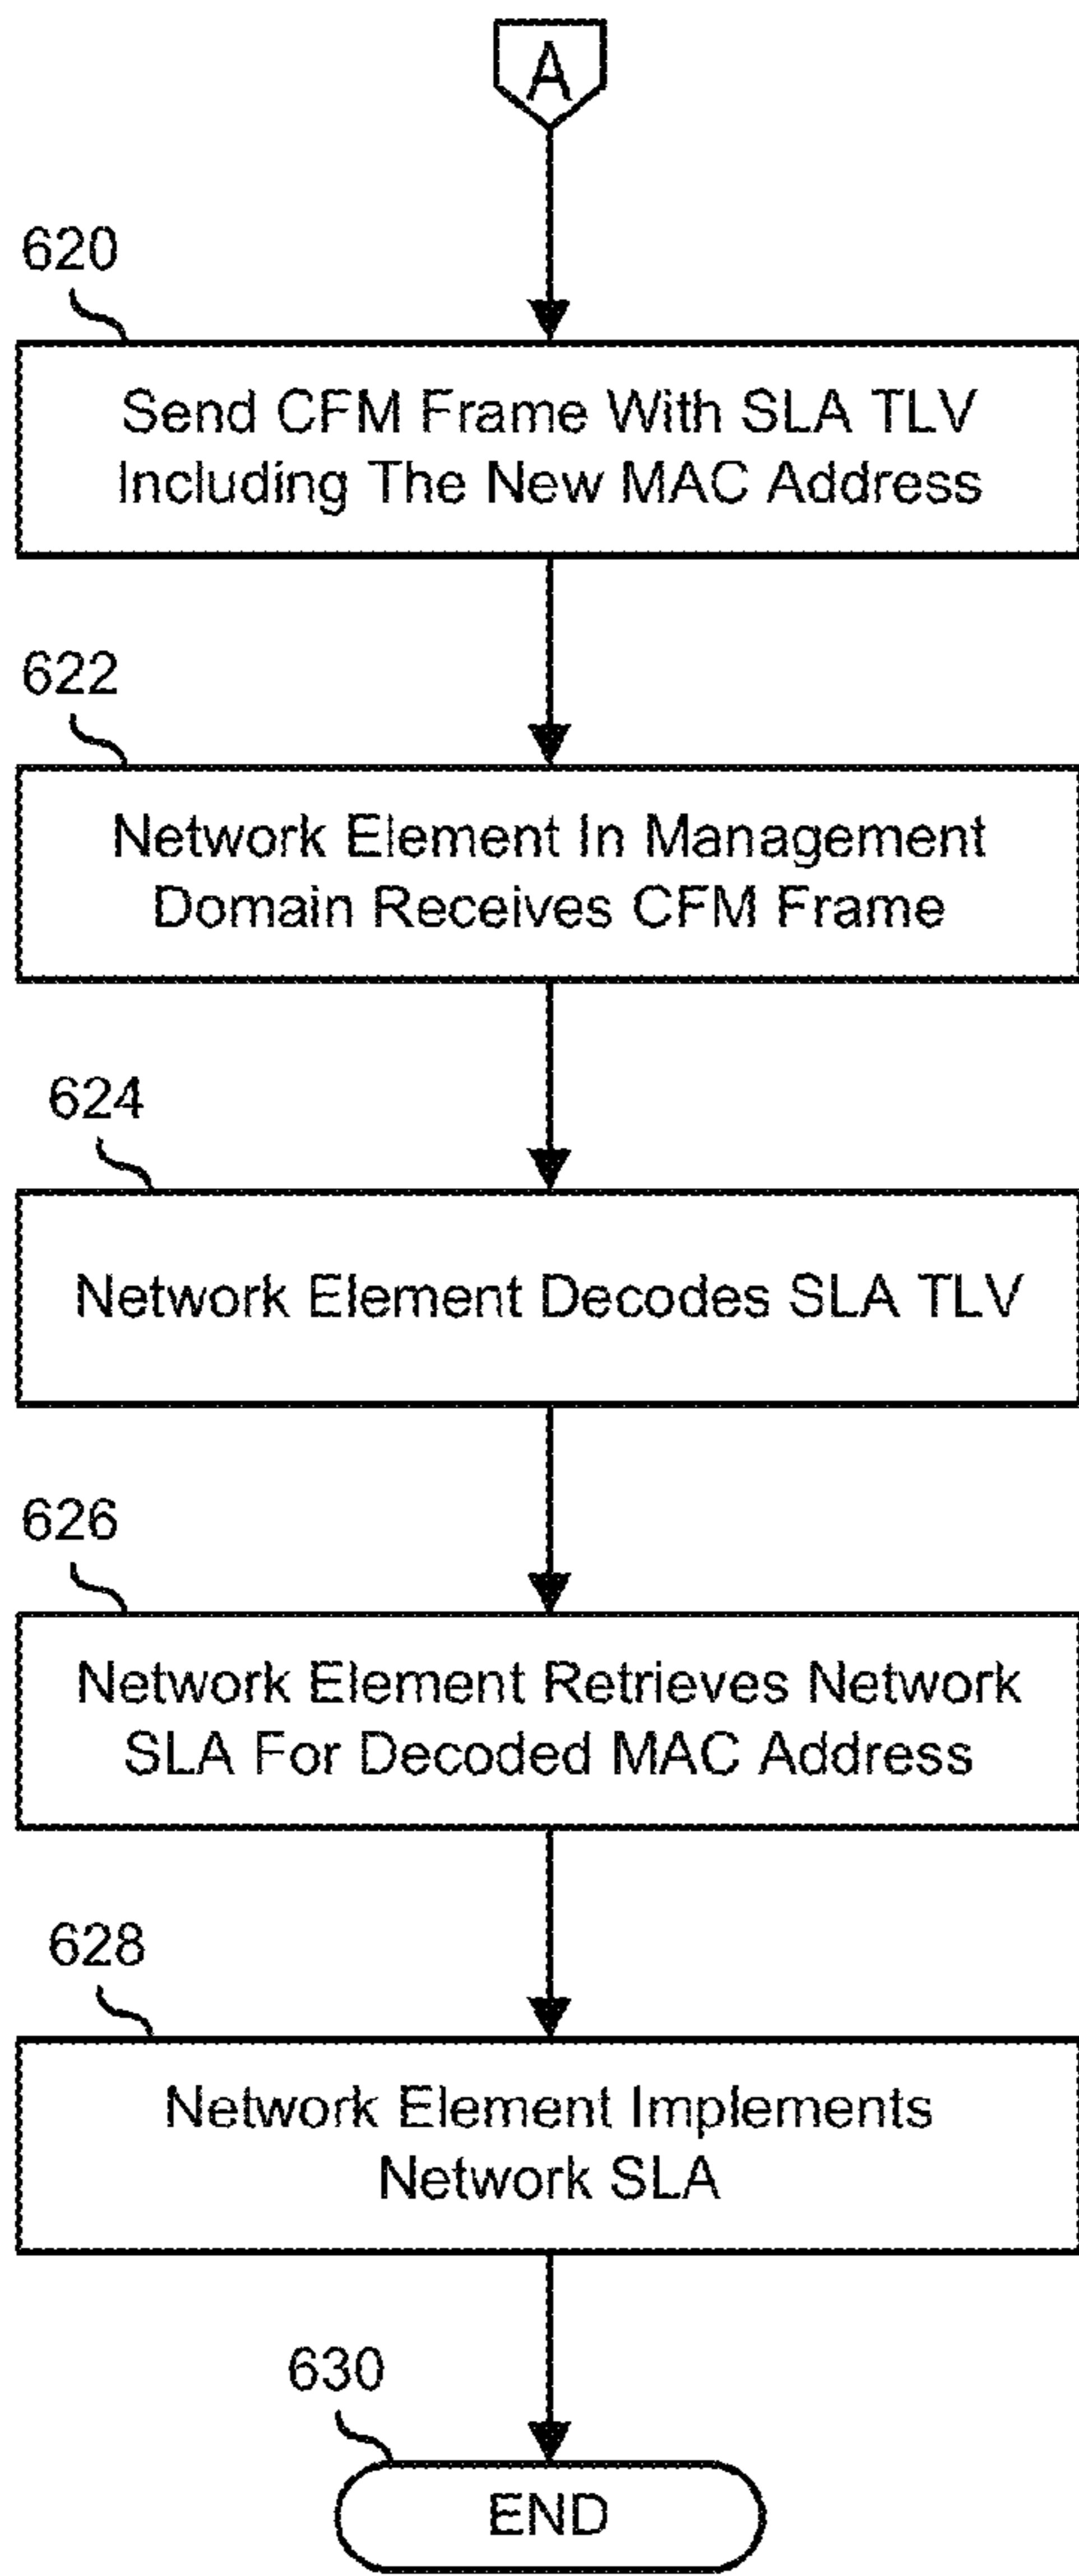 A
620
Send CFM Frame With SLA TLV
Including The New MAC Address
622
Network Element In Management
Domain Receives CFM Frame
624
Network Element Decodes SLA TLV
626
Network Element Retrieves Network
SLA For Decoded MAC Address
628
Network Element Implements
Network SLA
630
END